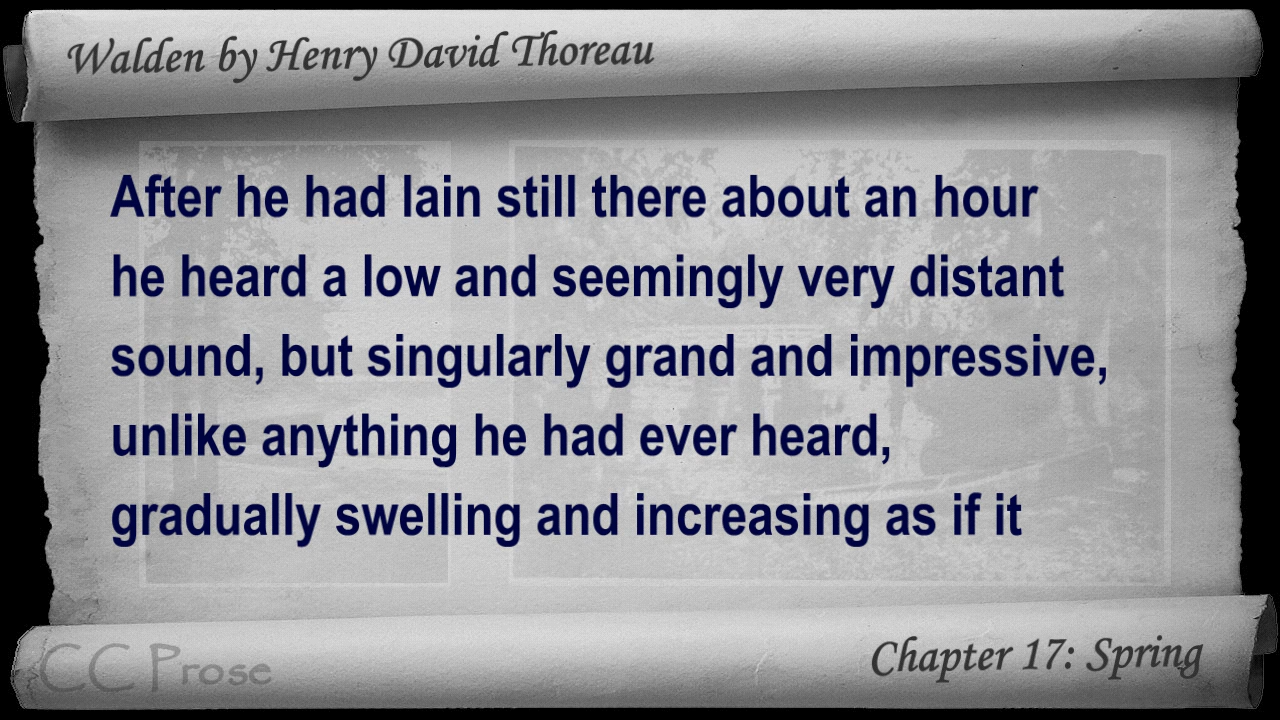 Walden by Henry David Thoreau
After he had lain still there about an hour
he heard a low and seemingly very distant
sound, but singularly grand and impressive,
unlike anything he had ever heard,
gradually swelling and increasing as if it
CC Prose
Chapter 17: Spring